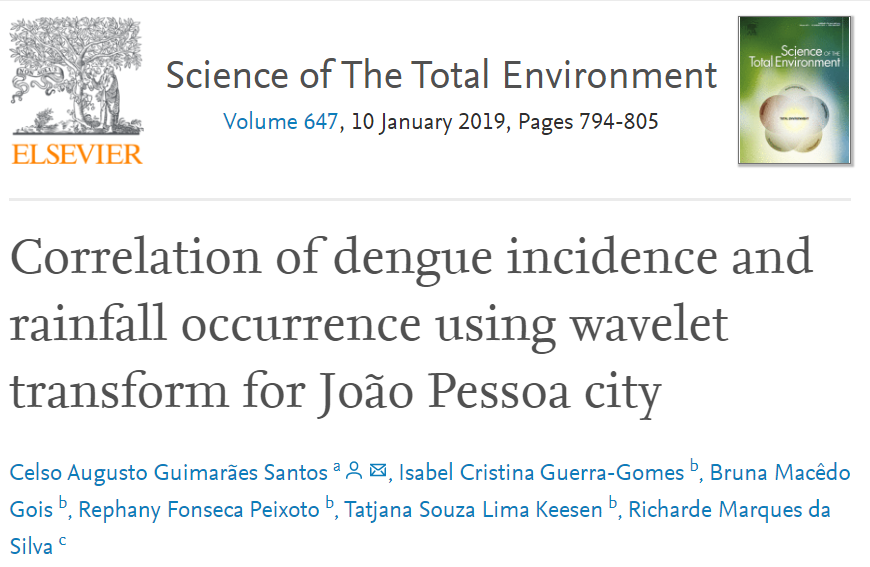 Science of The Total Environment
Volume 647, 10 January 2019, Pages 794-805
ELSEVIER
Science OF THE
Total Environment
TOTAL ENVIRONMENT
Correlation of dengue incidence and
rainfall occurrence using wavelet
transform for João Pessoa city
Celso Augusto Guimarães Santos a, Isabel Cristina Guerra-Gomes b, Bruna Macêdo
Gois b, Rephany Fonseca Peixoto b, Tatjana Souza Lima Keesen b, Richarde Marques da
Silva c